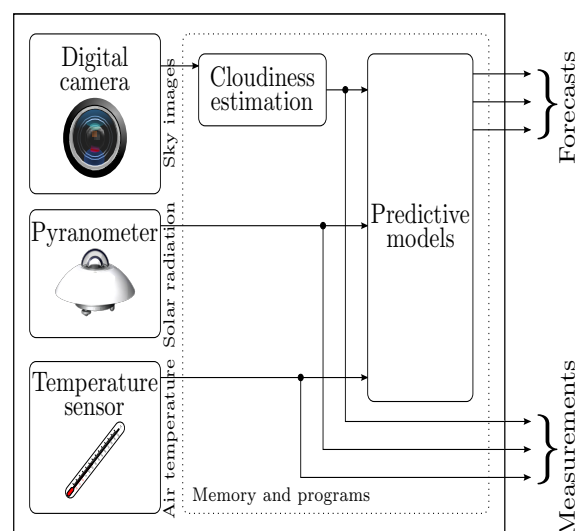 Digital
camera
Sky images
Cloudiness
estimation
Predictive
models
Forecasts
Pyranometer
Solar radiation
Temperature
sensor
Air temperature
Memory and programs
Measurements